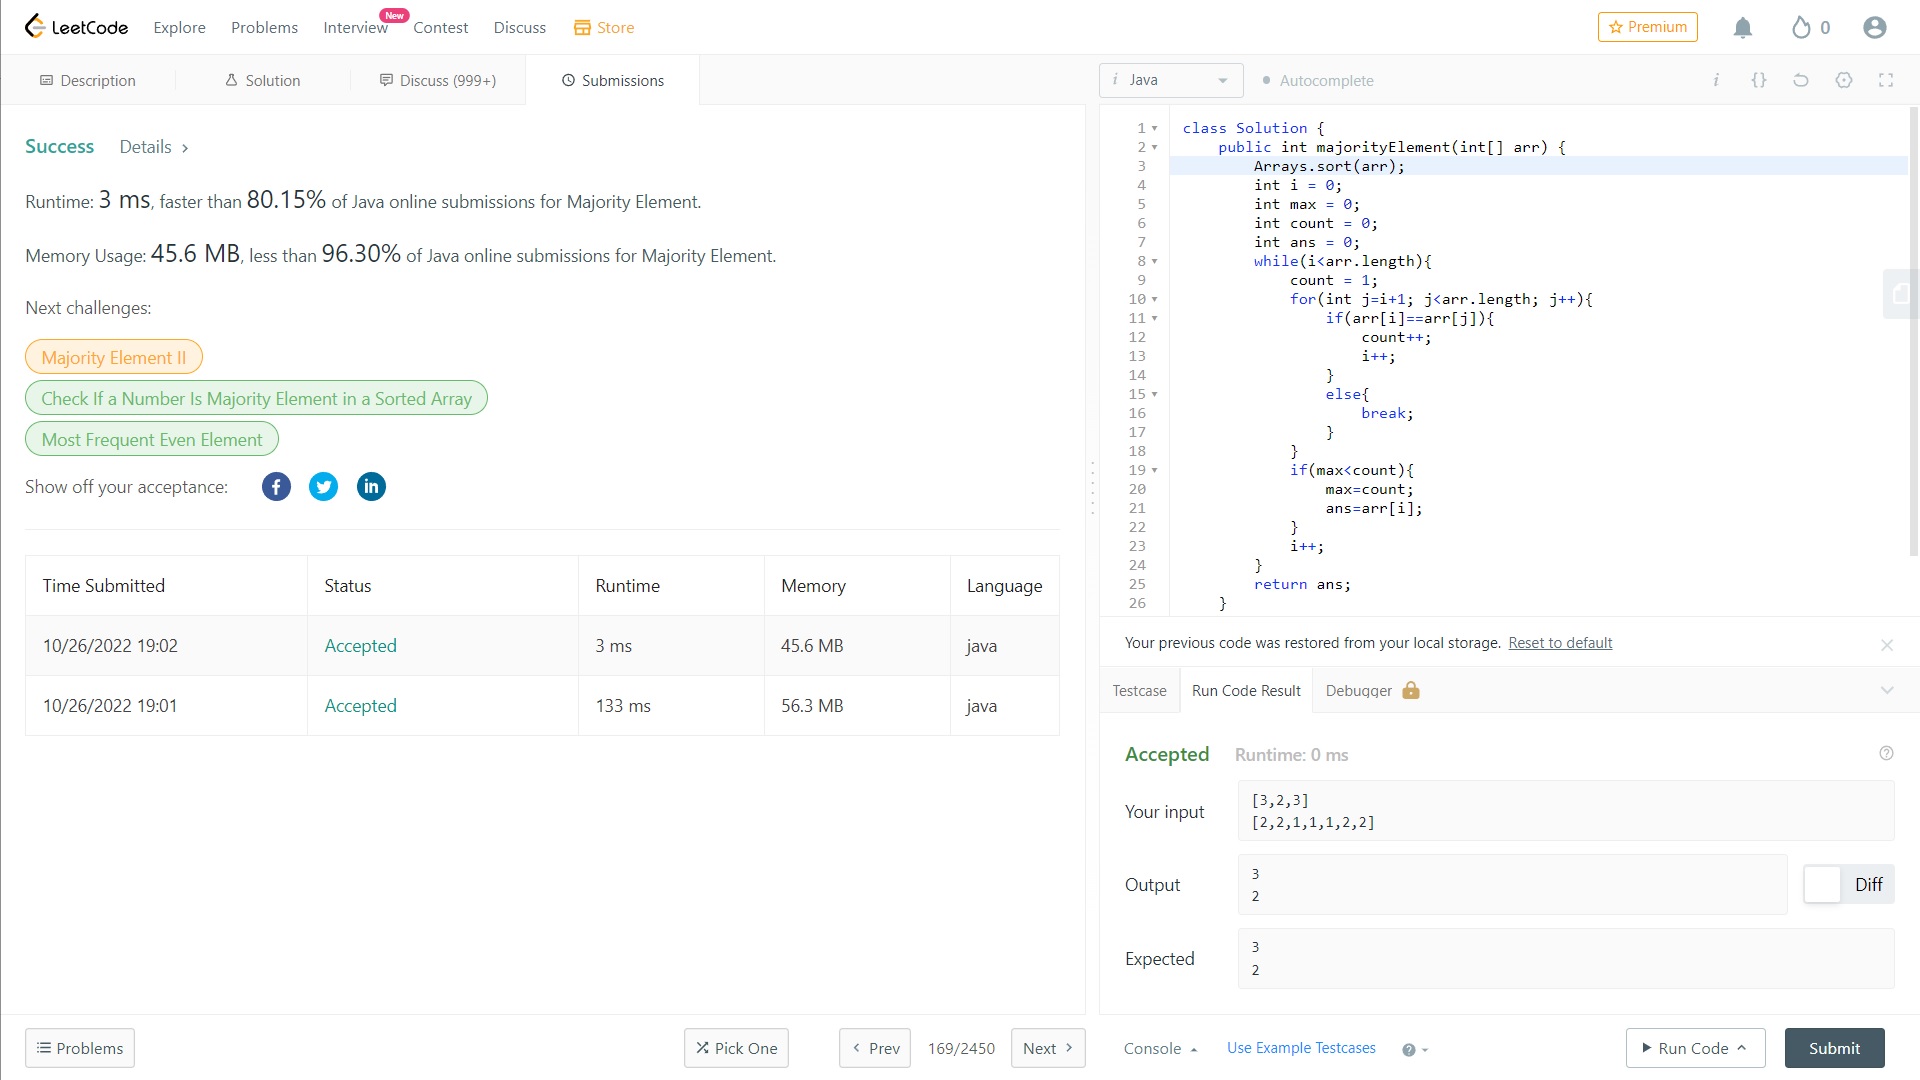 LeetCode Explore Problems Interview New Contest Discuss Store Premium 0
Description Solution Discuss (999+) Submissions
Success Details >
Runtime: 3 ms, faster than 80.15% of Java online submissions for Majority Element.
Memory Usage: 45.6 MB, less than 96.30% of Java online submissions for Majority Element.
Next challenges:
Majority Element II
Check If a Number Is Majority Element in a Sorted Array
Most Frequent Even Element
Show off your acceptance:
Time Submitted Status Runtime Memory Language
10/26/2022 19:02 Accepted 3 ms 45.6 MB java
10/26/2022 19:01 Accepted 133 ms 56.3 MB java
Problems Pick One < Prev 169/2450 Next >
i Java Autocomplete i {}
1 class Solution {
2 public int majorityElement(int[] arr) {
3 Arrays.sort(arr);
4 int i = 0;
5 int max = 0;
6 int count = 0;
7 int ans = 0;
8 while(i<arr.length){
9 count = 1;
10 for(int j=i+1; j<arr.length; j++){
11 if(arr[i]==arr[j]){
12 count++;
13 i++;
14 }
15 else{
16 break;
17 }
18 }
19 if(max<count){
20 max=count;
21 ans=arr[i];
22 }
23 i++;
24 }
25 return ans;
26 }
Your previous code was restored from your local storage. Reset to default
Testcase Run Code Result Debugger
Accepted Runtime: 0 ms
Your input
[3,2,3]
[2,2,1,1,1,2,2]
Output
3
2
Diff
Expected
3
2
Console Use Example Testcases Run Code Submit